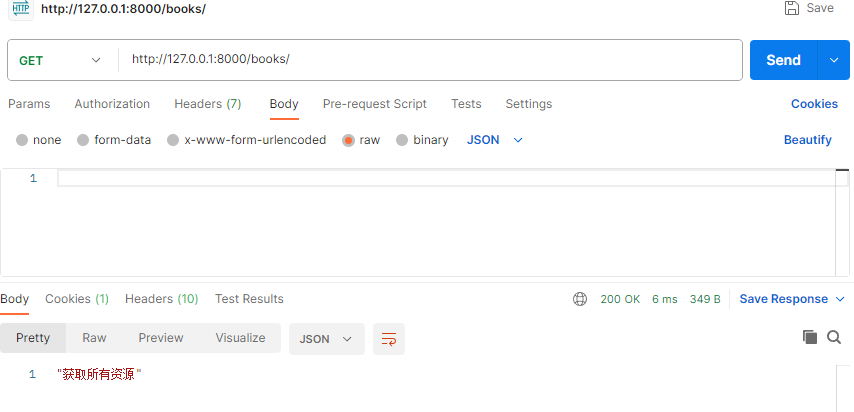 HTTP http://127.0.0.1:8000/books/ Save
GET http://127.0.0.1:8000/books/ Send
Params Authorization Headers (7) Body Pre-request Script Tests Settings Cookies
none form-data x-www-form-urlencoded raw binary JSON Beautify
1
Body Cookies (1) Headers (10) Test Results 200 OK 6 ms 349 B Save Response
Pretty Raw Preview Visualize JSON
1 "获取所有资源"